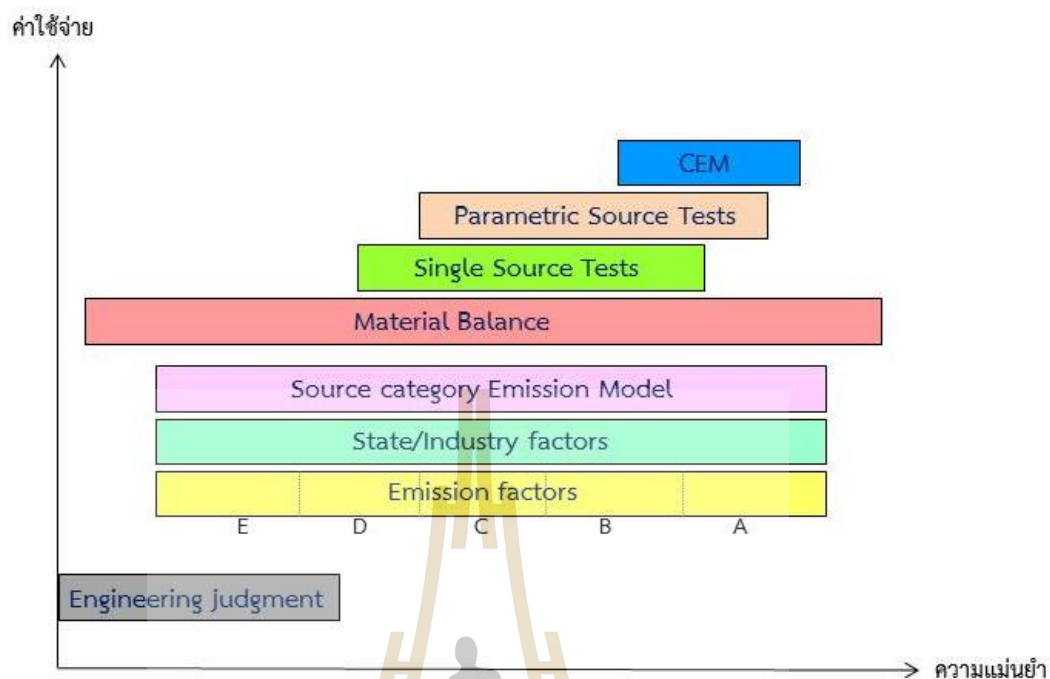 ค่าใช้จ่าย
CEM
Parametric Source Tests
Single Source Tests
Material Balance
Source category Emission Model
State/Industry factors
Emission factors
E D C B A
Engineering judgment
ความแม่นยำ